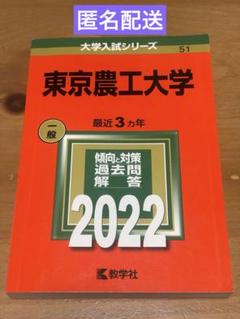 匿名配送
大学入試シリーズ
51
東京農工大学
一般
最近3ヵ年
傾向と対策
過去問
解答
2022
教学社